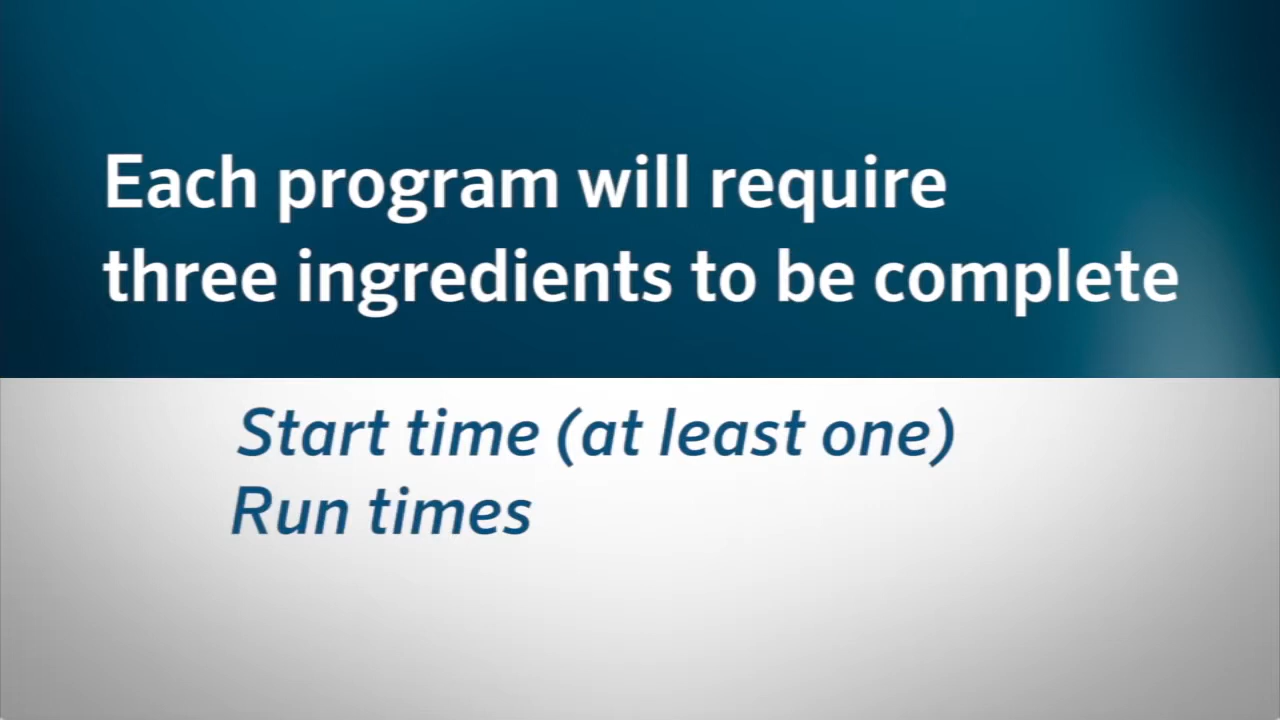 Each program will require
three ingredients to be complete
Start time (at least one)
Run times